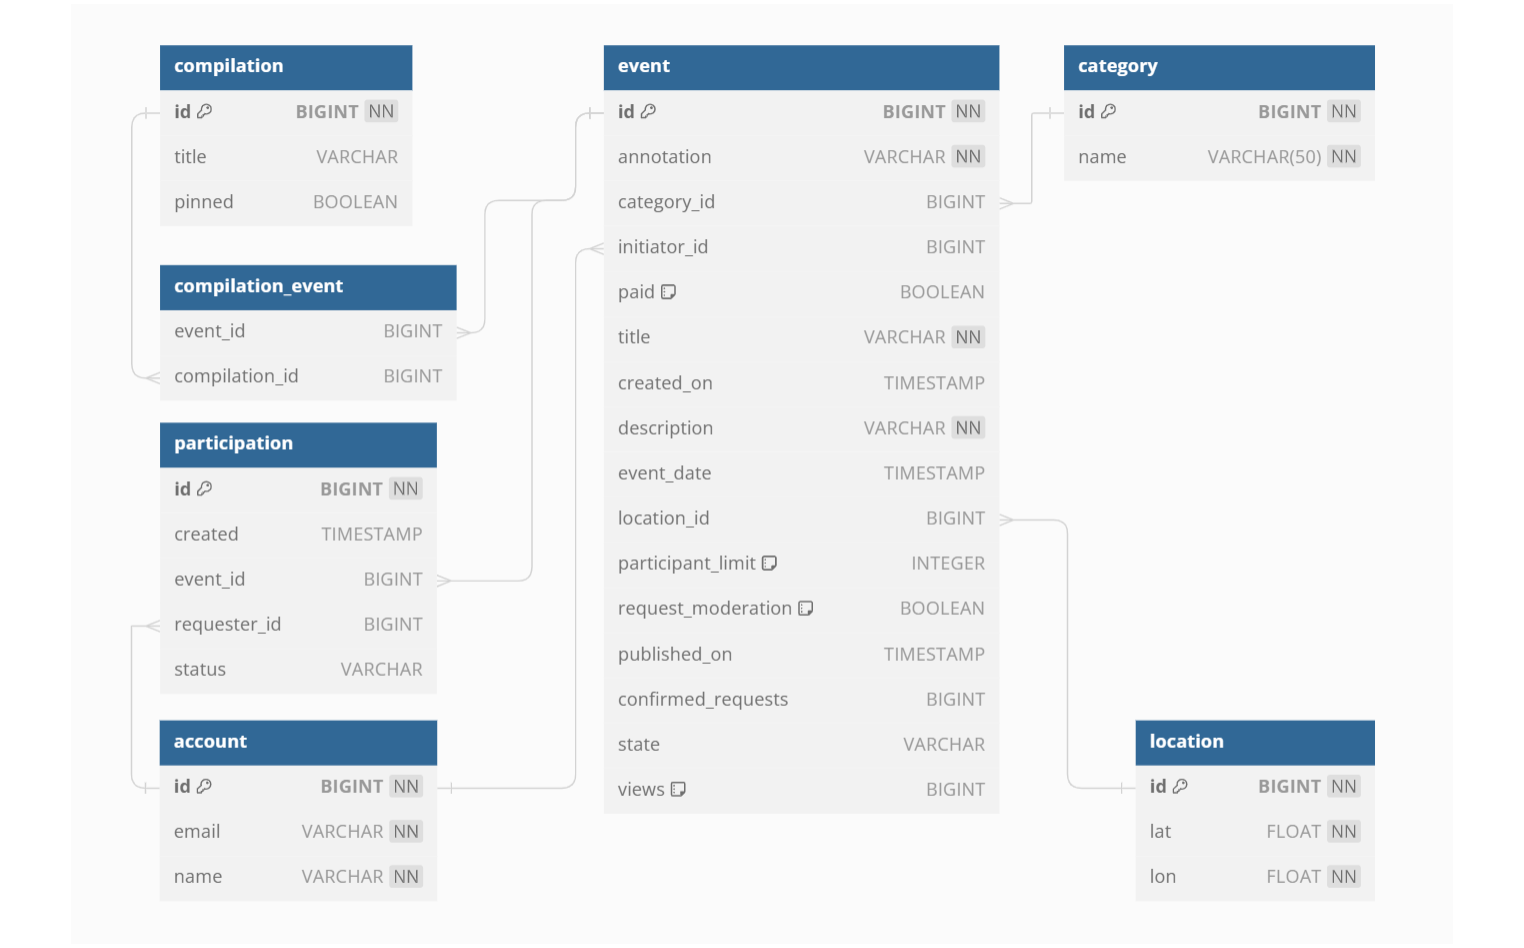 compilation
id BIGINT NN
title VARCHAR
pinned BOOLEAN
compilation_event
event_id BIGINT
compilation_id BIGINT
participation
id BIGINT NN
created TIMESTAMP
event_id BIGINT
requester_id BIGINT
status VARCHAR
account
id BIGINT NN
email VARCHAR NN
name VARCHAR NN
event
id BIGINT NN
annotation VARCHAR NN
category_id BIGINT
initiator_id BIGINT
paid BOOLEAN
title VARCHAR NN
created_on TIMESTAMP
description VARCHAR NN
event_date TIMESTAMP
location_id BIGINT
participant_limit INTEGER
request_moderation BOOLEAN
published_on TIMESTAMP
confirmed_requests BIGINT
state VARCHAR
views BIGINT
category
id BIGINT NN
name VARCHAR(50) NN
location
id BIGINT NN
lat FLOAT NN
lon FLOAT NN